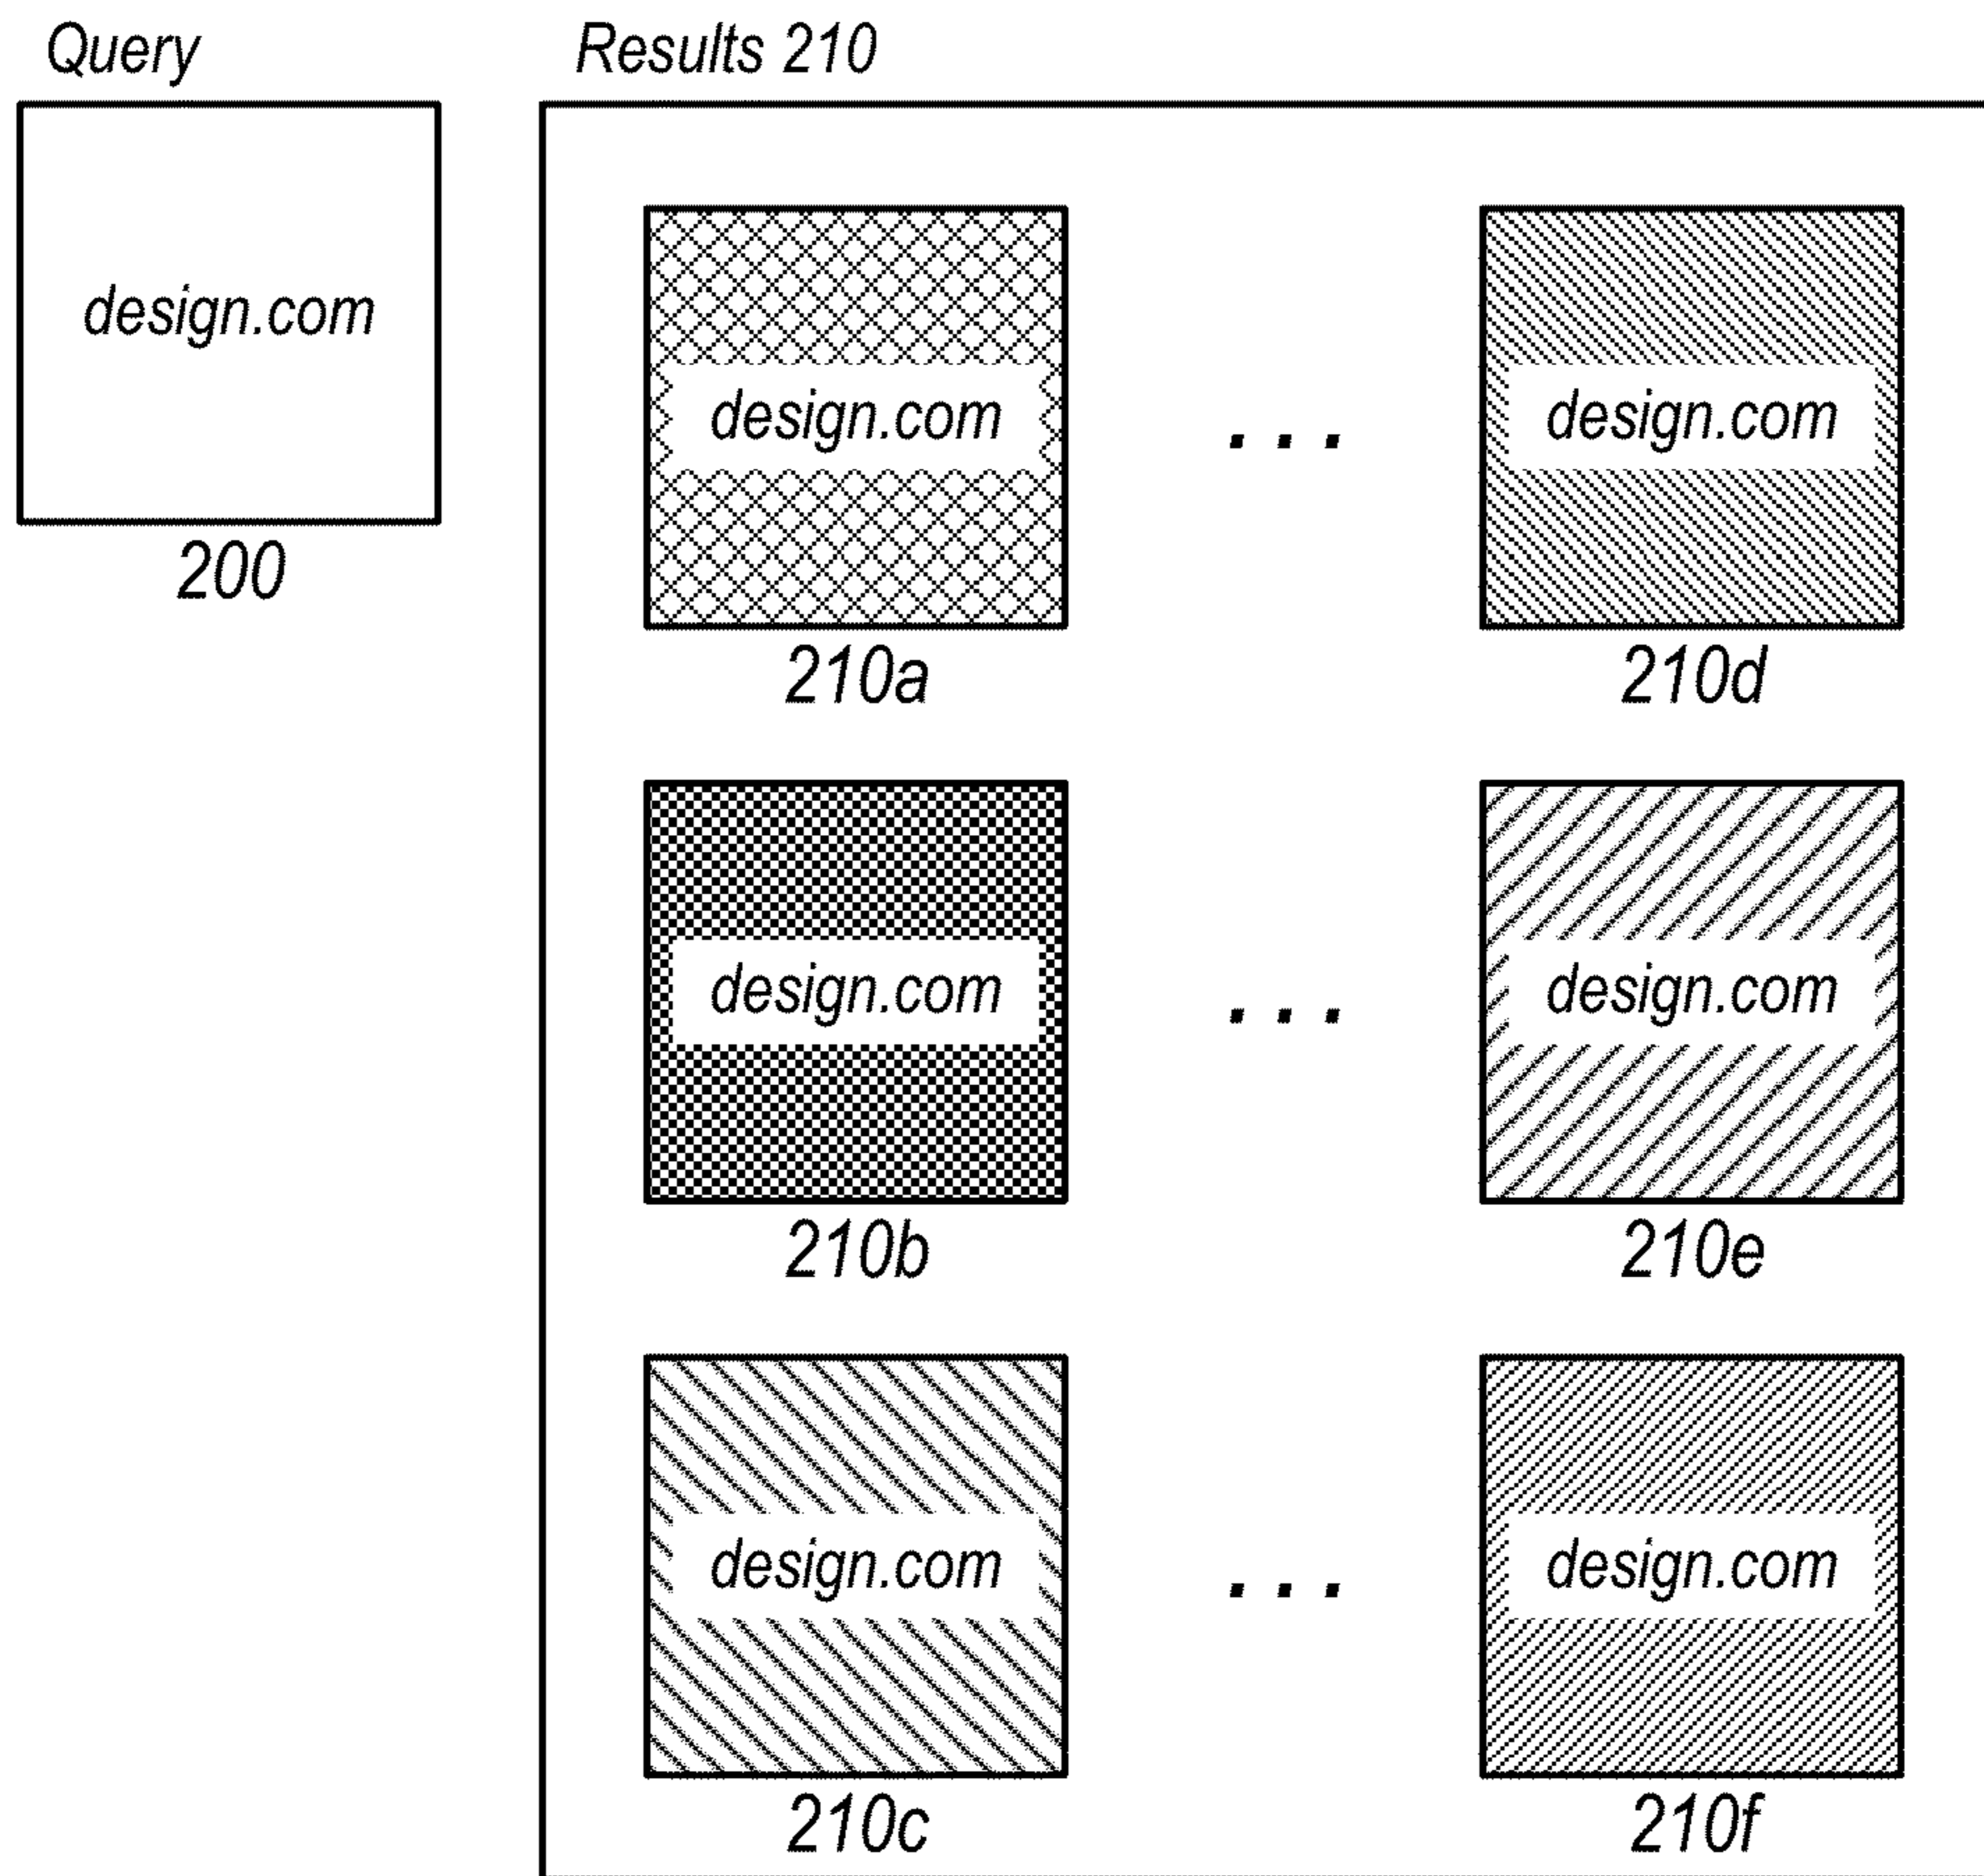 Query
design.com
200
Results 210
design.com
210a
. . .
design.com
210d
design.com
210b
. . .
design.com
210e
design.com
210c
. . .
design.com
210f